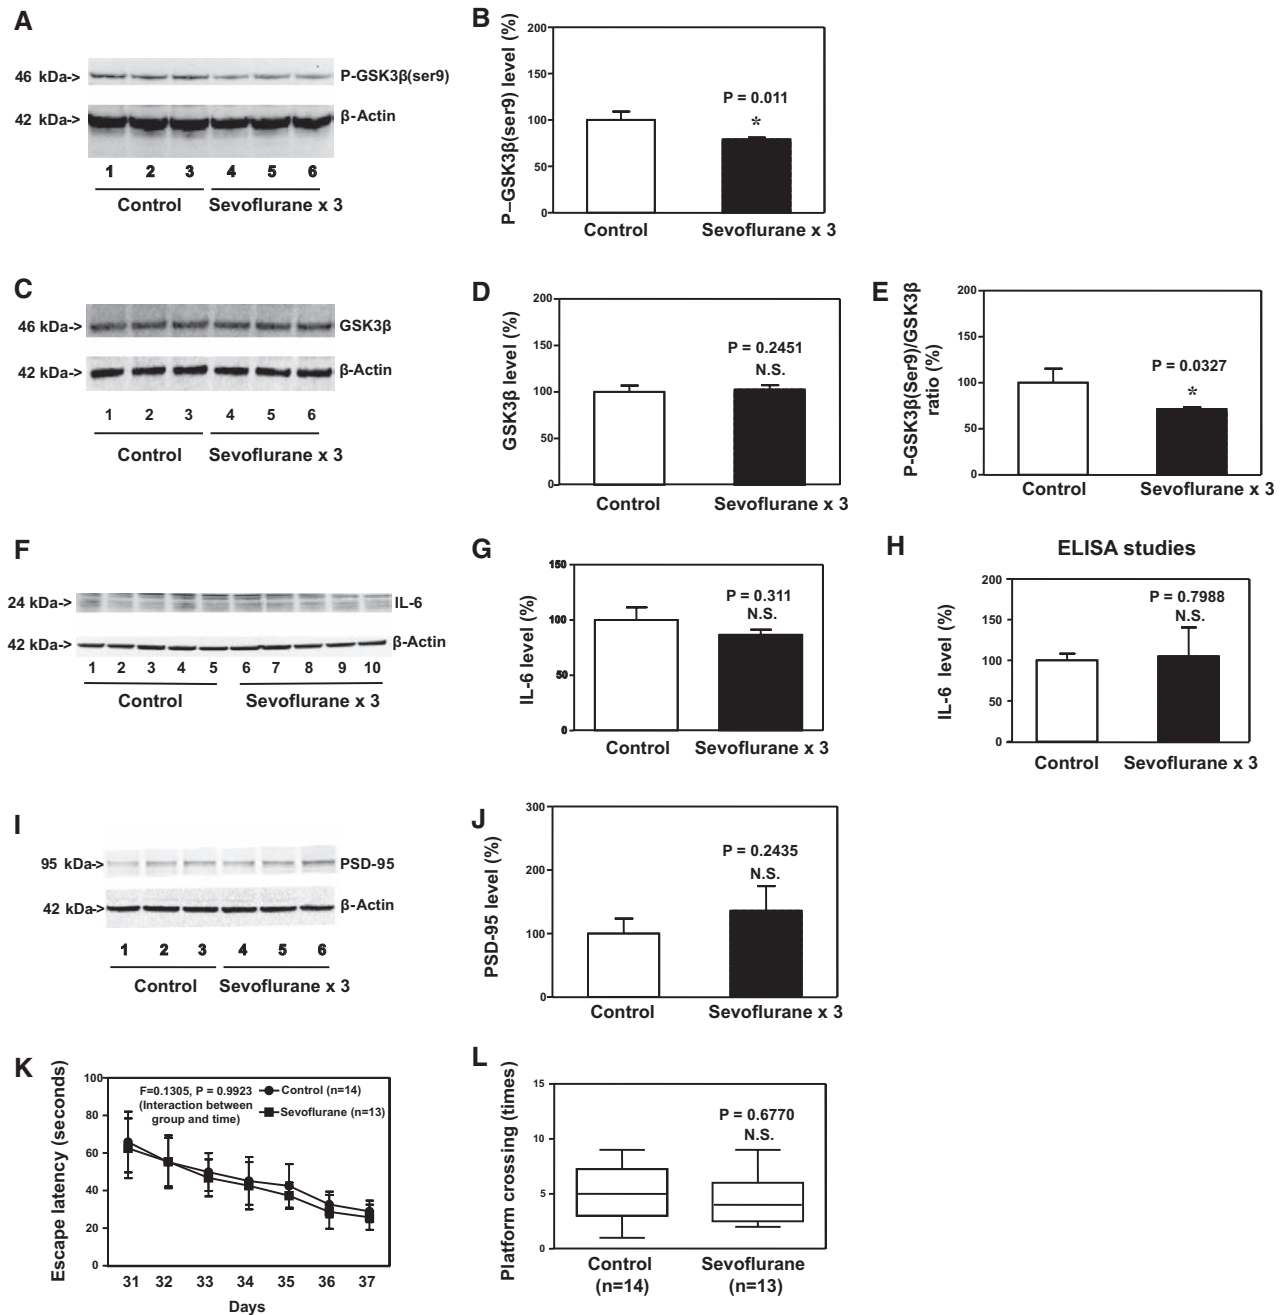 A
46 kDa->
P-GSK3β(ser9)
42 kDa->
β-Actin
1 2 3 4 5 6
Control Sevoflurane x 3
B
P–GSK3β(ser9) level (%)
200
150
100
50
0
P = 0.011
*
Control Sevoflurane x 3
C
46 kDa->
GSK3β
42 kDa->
β-Actin
1 2 3 4 5 6
Control Sevoflurane x 3
D
GSK3β level (%)
200
150
100
50
0
P = 0.2451
N.S.
Control Sevoflurane x 3
E
P-GSK3β(Ser9)/GSK3β
ratio (%)
200
150
100
50
0
P = 0.0327
*
Control Sevoflurane x 3
F
24 kDa->
IL-6
42 kDa->
β-Actin
1 2 3 4 5 6 7 8 9 10
Control Sevoflurane x 3
G
IL-6 level (%)
150
100
50
0
P = 0.311
N.S.
Control Sevoflurane x 3
H
ELISA studies
IL-6 level (%)
200
150
100
50
0
P = 0.7988
N.S.
Control Sevoflurane x 3
I
95 kDa->
PSD-95
42 kDa->
β-Actin
1 2 3 4 5 6
Control Sevoflurane x 3
J
PSD-95 level (%)
300
200
100
0
P = 0.2435
N.S.
Control Sevoflurane x 3
K
Escape latency (seconds)
100
80
60
40
20
0
F=0.1305, P = 0.9923
(Interaction between
group and time)
Control (n=14)
Sevoflurane (n=13)
31 32 33 34 35 36 37
Days
L
Platform crossing (times)
15
10
5
0
P = 0.6770
N.S.
Control Sevoflurane
(n=14) (n=13)